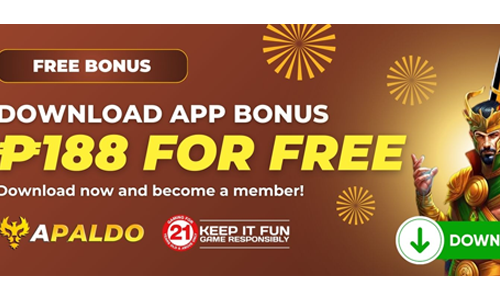 FREE BONUS
DOWNLOAD APP BONUS
₱188 FOR FREE
Download now and become a member!
APALDO
21
KEEP IT FUN
GAME RESPONSIBLY
DOWN